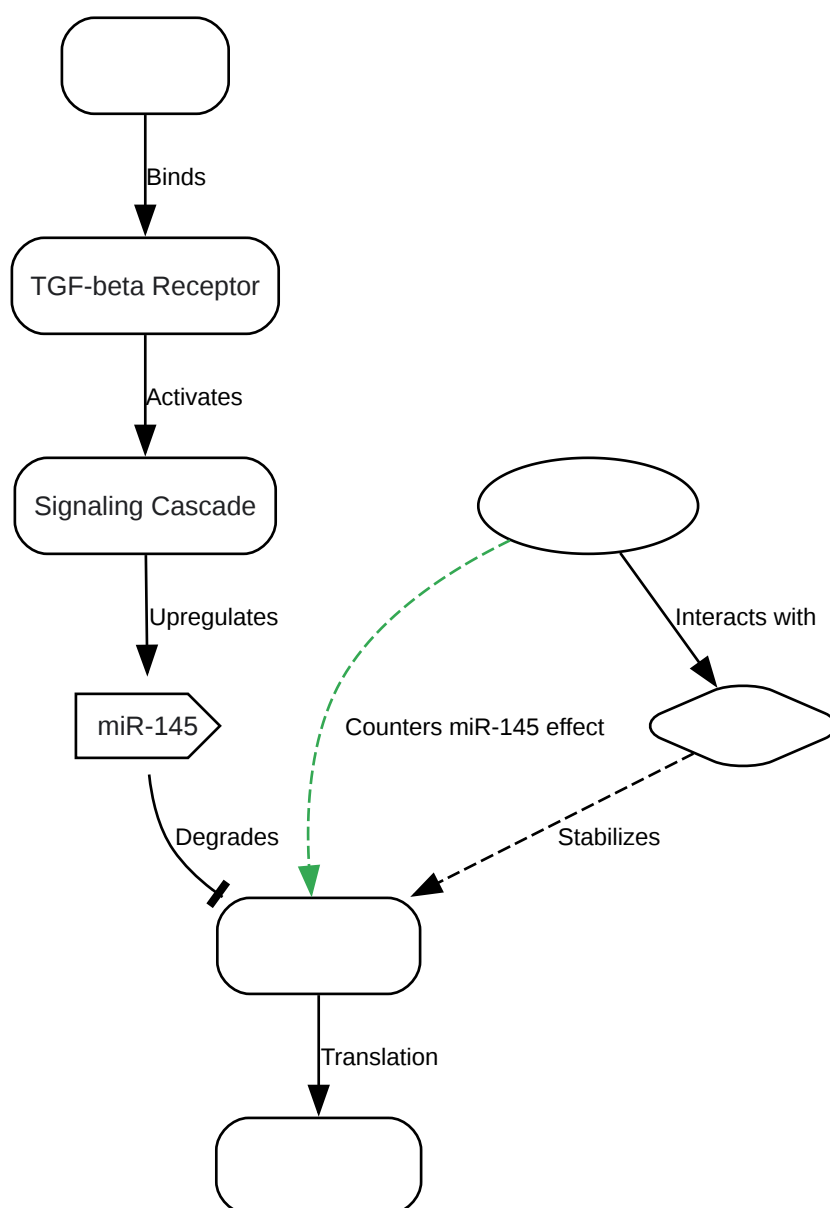 Binds
TGF-beta Receptor
Activates
Signaling Cascade
Upregulates
Interacts with
miR-145
Counters miR-145 effect
Degrades
Stabilizes
Translation